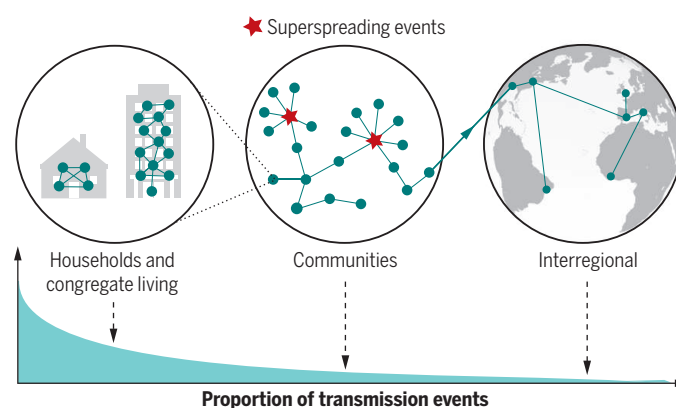 Superspreading events
Households and
congregate living
Communities
Interregional
Proportion of transmission events